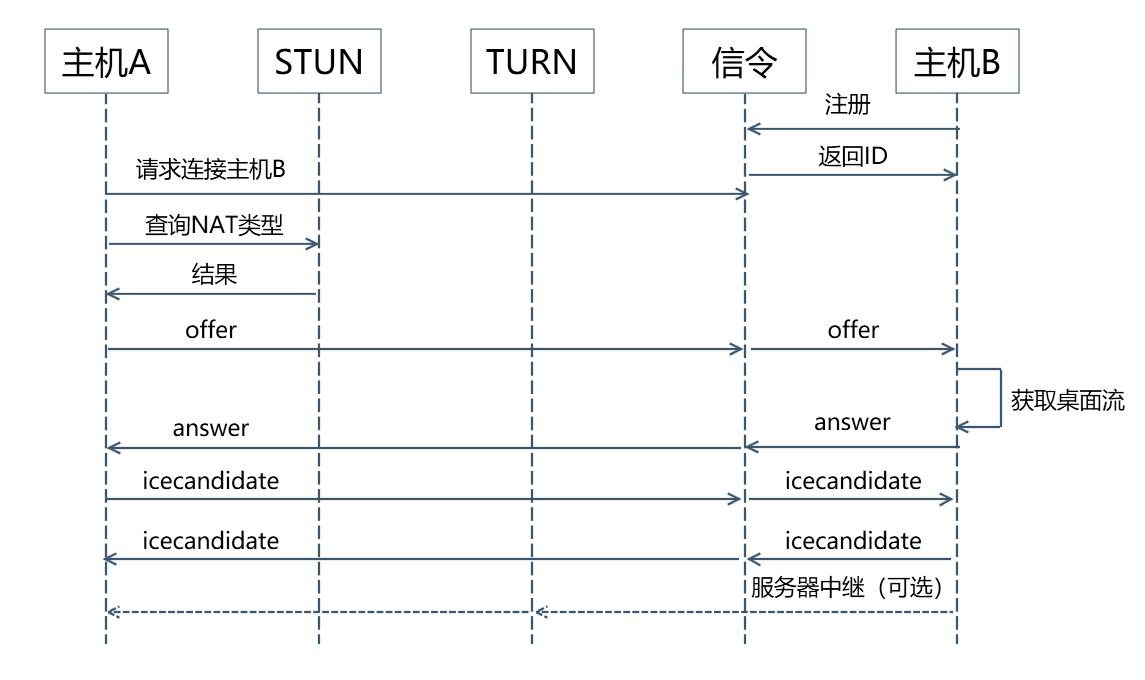 主机A
STUN
TURN
信令
主机B
注册
返回ID
请求连接主机B
查询NAT类型
结果
offer
offer
获取桌面流
answer
answer
icecandidate
icecandidate
icecandidate
icecandidate
服务器中继（可选）